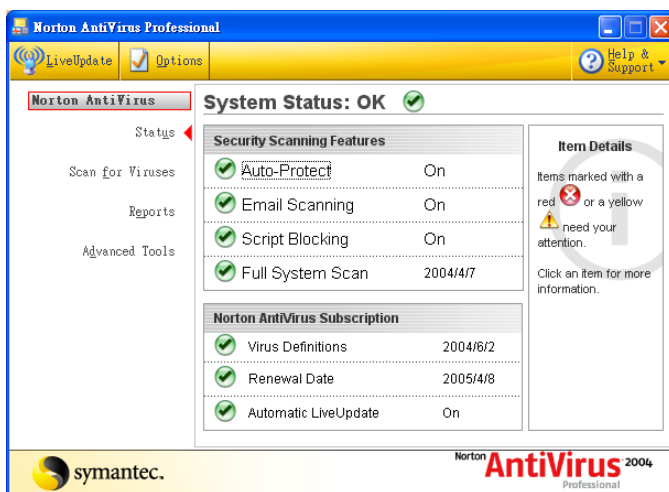 Norton AntiVirus Professional
LiveUpdate
Options
Help &
Support
Norton AntiVirus
Status
Scan for Viruses
Reports
Advanced Tools
System Status: OK
Security Scanning Features
Auto-Protect On
Email Scanning On
Script Blocking On
Full System Scan 2004/4/7
Norton AntiVirus Subscription
Virus Definitions 2004/6/2
Renewal Date 2005/4/8
Automatic LiveUpdate On
Item Details
Items marked with a
red or a yellow
need your
attention.
Click an item for more
information.
symantec.
Norton
AntiVirus 2004
Professional